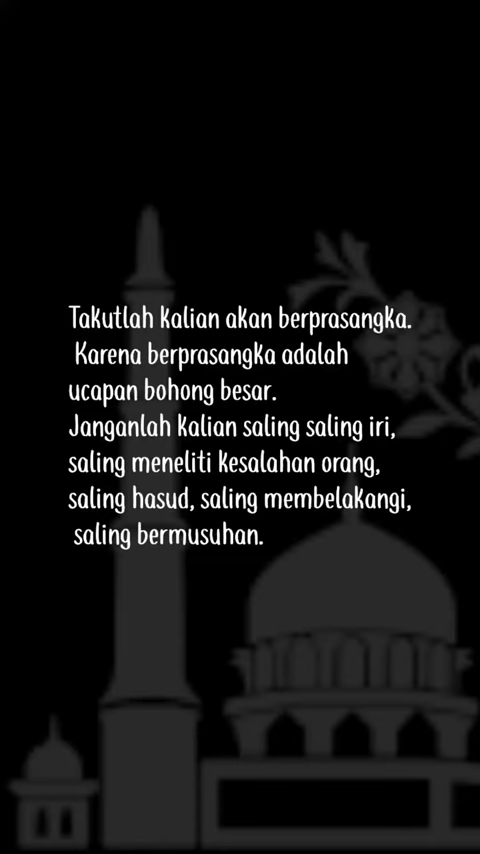 Takutlah kalian akan berprasangka.
Karena berprasangka adalah
ucapan bohong besar.
Janganlah kalian saling saling iri,
saling meneliti kesalahan orang,
saling hasud, saling membelakangi,
saling bermusuhan.